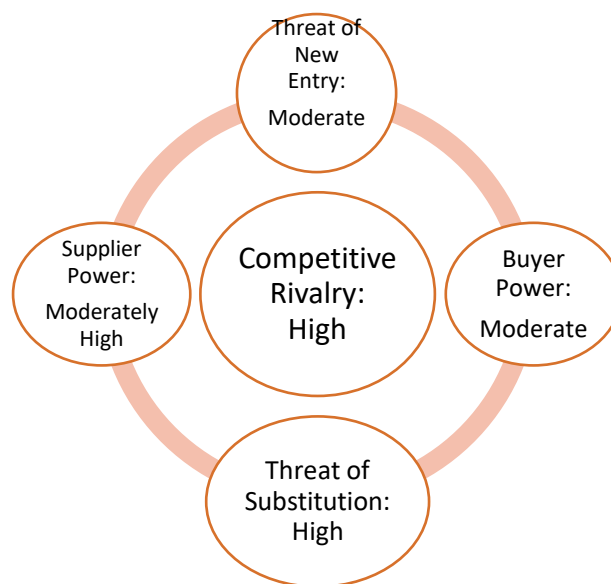 Threat of
New
Entry:
Moderate
Supplier
Power:
Moderately
High
Competitive
Rivalry:
High
Buyer
Power:
Moderate
Threat of
Substitution:
High